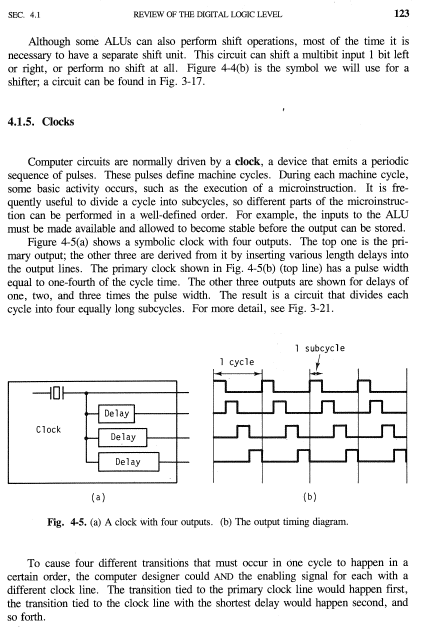 SEC. 4.1 REVIEW OF THE DIGITAL LOGIC LEVEL 123
Although some ALUs can also perform shift operations, most of the time it is
necessary to have a separate shift unit. This circuit can shift a multibit input 1 bit left
or right, or perform no shift at all. Figure 4-4(b) is the symbol we will use for a
shifter; a circuit can be found in Fig. 3-17.
4.1.5. Clocks
Computer circuits are normally driven by a clock, a device that emits a periodic
sequence of pulses. These pulses define machine cycles. During each machine cycle,
some basic activity occurs, such as the execution of a microinstruction. It is fre-
quently useful to divide a cycle into subcycles, so different parts of the microinstruc-
tion can be performed in a well-defined order. For example, the inputs to the ALU
must be made available and allowed to become stable before the output can be stored.
Figure 4-5(a) shows a symbolic clock with four outputs. The top one is the pri-
mary output; the other three are derived from it by inserting various length delays into
the output lines. The primary clock shown in Fig. 4-5(b) (top line) has a pulse width
equal to one-fourth of the cycle time. The other three outputs are shown for delays of
one, two, and three times the pulse width. The result is a circuit that divides each
cycle into four equally long subcycles. For more detail, see Fig. 3-21.
1 subcycle
1 cycle
Delay
Clock
Delay
Delay
(a) (b)
Fig. 4-5. (a) A clock with four outputs. (b) The output timing diagram.
To cause four different transitions that must occur in one cycle to happen in a
certain order, the computer designer could AND the enabling signal for each with a
different clock line. The transition tied to the primary clock line would happen first,
the transition tied to the clock line with the shortest delay would happen second, and
so forth.